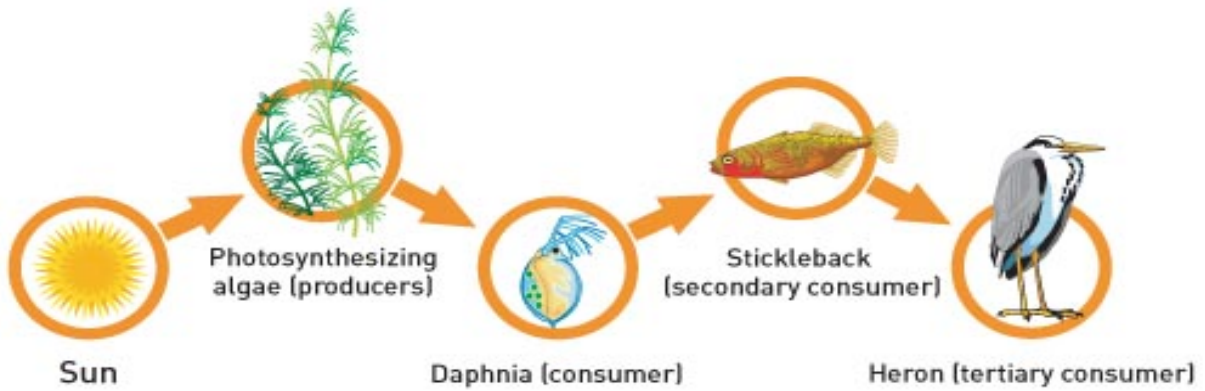 Sun
Photosynthesizing
algae (producers)
Daphnia (consumer)
Stickleback
(secondary consumer)
Heron (tertiary consumer)